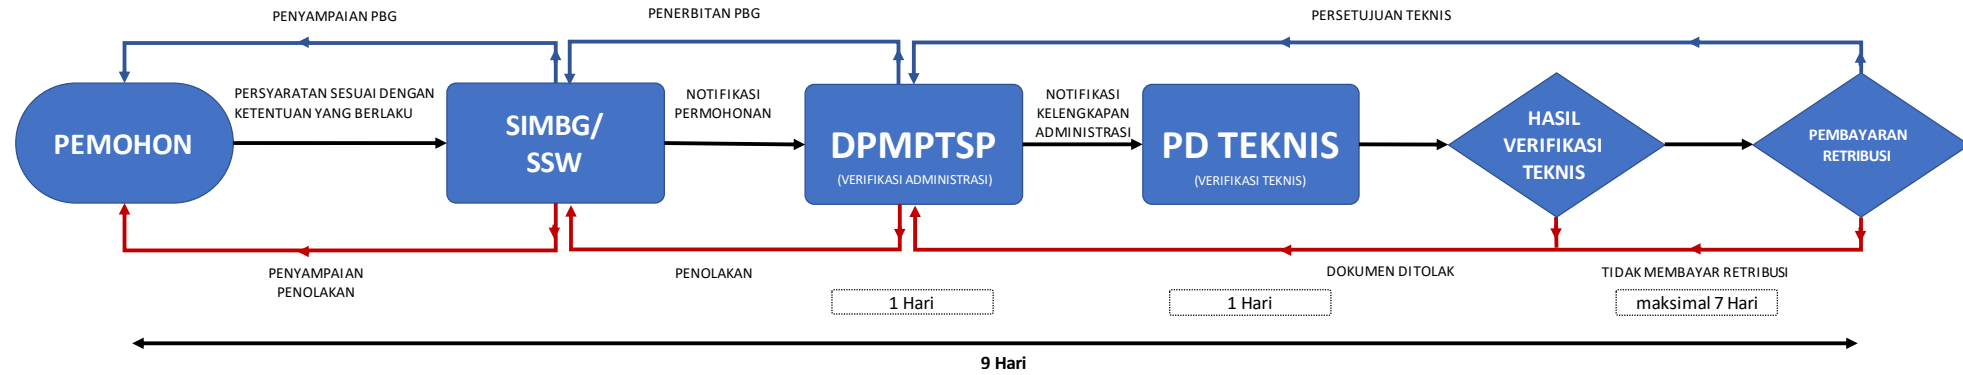 PENYAMPAIAN PBG
PENERBITAN PBG
PERSETUJUAN TEKNIS
PEMOHON
PERSYARATAN SESUAI DENGAN
KETENTUAN YANG BERLAKU
SIMBG/
SSW
NOTIFIKASI
PERMOHONAN
DPMPTSP
(VERIFIKASI ADMINISTRASI)
NOTIFIKASI
KELENGKAPAN
ADMINISTRASI
PD TEKNIS
(VERIFIKASI TEKNIS)
HASIL
VERIFIKASI
TEKNIS
PEMBAYARAN
RETRIBUSI
PENYAMPAIAN
PENOLAKAN
PENOLAKAN
DOKUMEN DITOLAK
TIDAK MEMBAYAR RETRIBUSI
1 Hari
1 Hari
maksimal 7 Hari
9 Hari